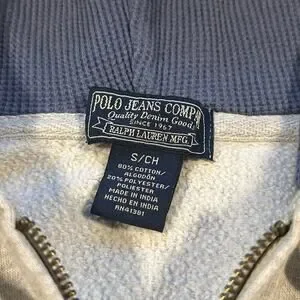 POLO JEANS COMPA
Quality Denim Goods
SINCE 1967
RALPH LAUREN MFG.
S/CH
80% COTTON/
ALGODÓN
20% POLYESTER/
POLIESTER
MADE IN INDIA
HECHO EN INDIA
RN41381